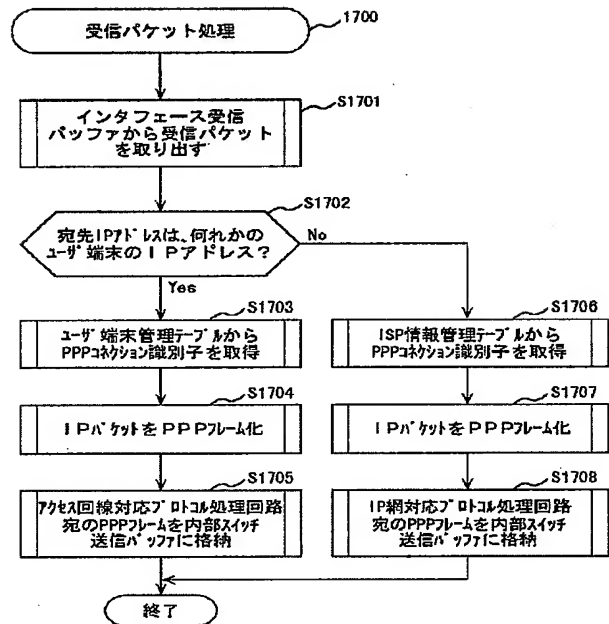 受信パケット処理
1700
S1701
インタフェース受信
バッファから受信パケット
を取り出す
S1702
宛先IPアドレスは、何れかの
ユーザ端末のIPアドレス?
No
Yes
S1703
ユーザ端末管理テーブルから
PPPコネクション識別子を取得
S1706
ISP情報管理テーブルから
PPPコネクション識別子を取得
S1704
IPパケットをPPPフレーム化
S1707
IPパケットをPPPフレーム化
S1705
アクセス回線対応プロトコル処理回路
宛のPPPフレームを内部スイッチ
送信バッファに格納
S1708
IP網対応プロトコル処理回路
宛のPPPフレームを内部スイッチ
送信バッファに格納
終了